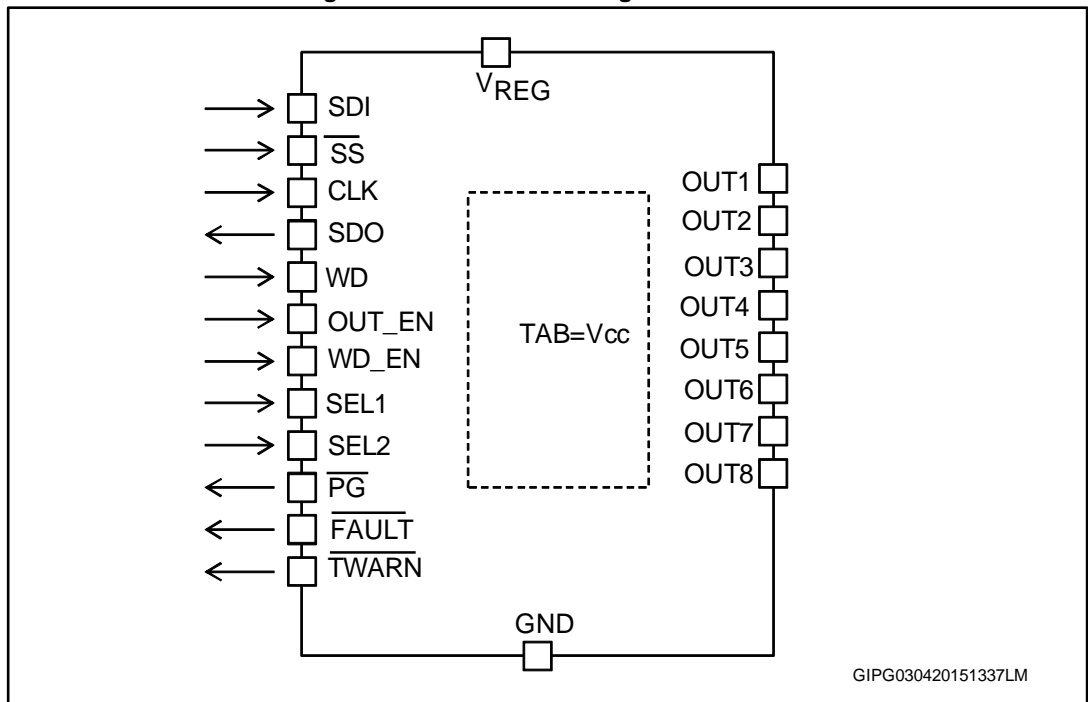 VREG
SDI
SS
CLK
SDO
WD
OUT_EN
WD_EN
SEL1
SEL2
PG
FAULT
TWARN
TAB=Vcc
OUT1
OUT2
OUT3
OUT4
OUT5
OUT6
OUT7
OUT8
GND
GIPG030420151337LM